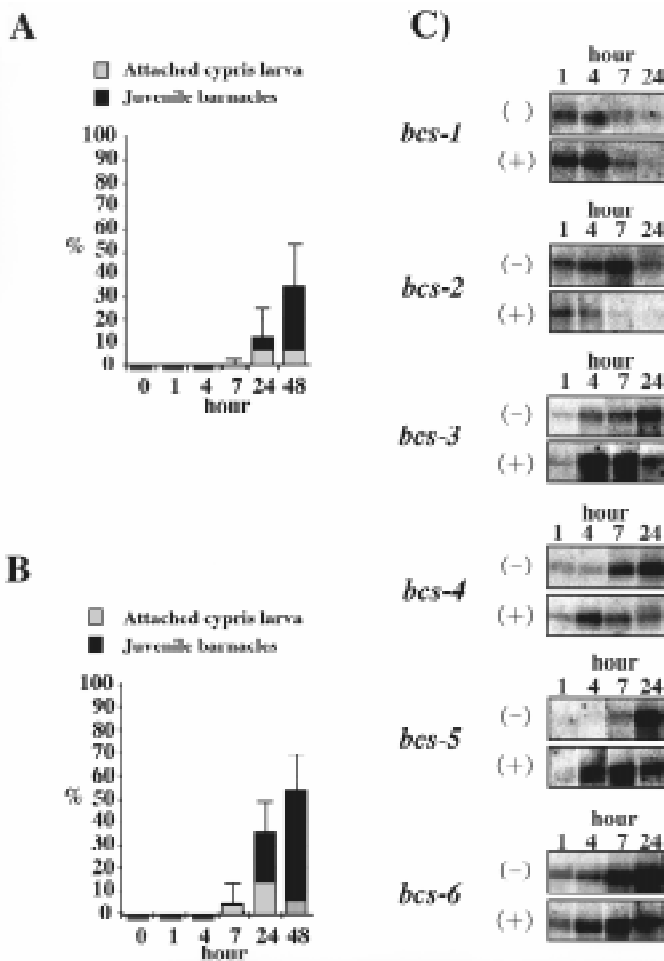 A
Attached cypris larva
Juvenile barnacles
100
90
80
70
60
%
50
40
30
20
10
0
0 1 4 7 24 48
hour
B
Attached cypris larva
Juvenile barnacles
100
90
80
70
60
%
50
40
30
20
10
0
0 1 4 7 24 48
hour
C)
hour
1 4 7 24
bcs-1
( )
(+)
hour
1 4 7 24
bcs-2
(-)
(+)
hour
1 4 7 24
bcs-3
(-)
(+)
hour
1 4 7 24
bcs-4
(-)
(+)
hour
1 4 7 24
bcs-5
(-)
(+)
hour
1 4 7 24
bcs-6
(-)
(+)